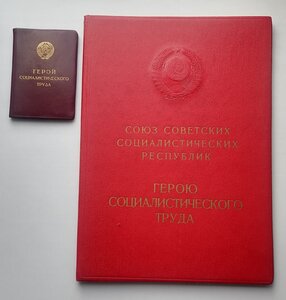 ГЕРОЙ
СОЦИАЛИСТИЧЕСКОГО
ТРУДА
СОЮЗ СОВЕТСКИХ
СОЦИАЛИСТИЧЕСКИХ
РЕСПУБЛИК
ГЕРОЮ
СОЦИАЛИСТИЧЕСКОГО
ТРУДА